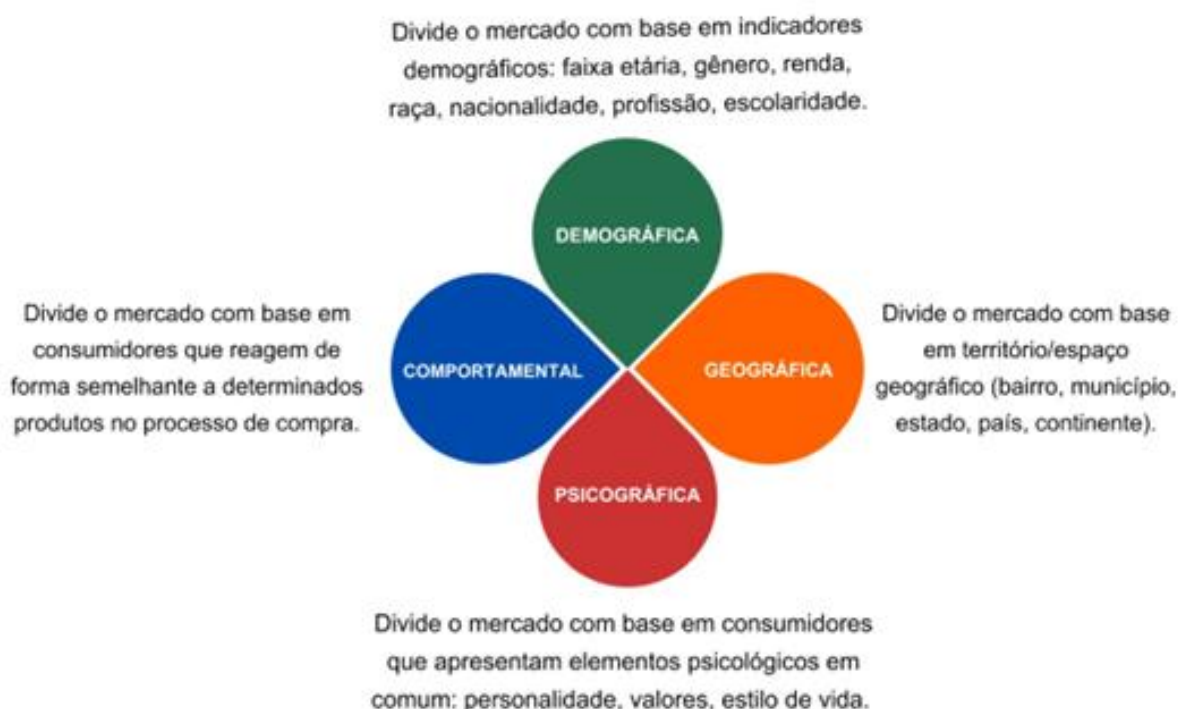 Divide o mercado com base em indicadores
demográficos: faixa etária, gênero, renda,
raça, nacionalidade, profissão, escolaridade.
DEMOGRÁFICA
Divide o mercado com base em
consumidores que reagem de
forma semelhante a determinados
produtos no processo de compra.
COMPORTAMENTAL
GEOGRÁFICA
Divide o mercado com base
em território/espaço
geográfico (bairro, município,
estado, país, continente).
PSICOGRÁFICA
Divide o mercado com base em consumidores
que apresentam elementos psicológicos em
comum: personalidade, valores, estilo de vida.